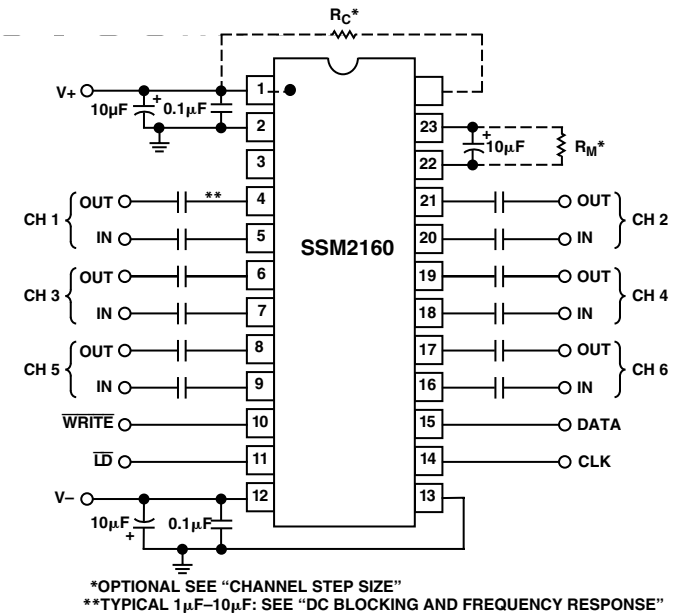 RC*
V+
10μF
+
0.1μF
1
2
3
4
5
6
7
8
9
10
11
12
23
22
21
20
19
18
17
16
15
14
13
+
10μF
RM*
SSM2160
CH 1
OUT
**
IN
CH 3
OUT
IN
CH 5
OUT
IN
WRITE
LD
V–
10μF
+
0.1μF
OUT
IN
CH 2
OUT
IN
CH 4
OUT
IN
CH 6
DATA
CLK
*OPTIONAL SEE “CHANNEL STEP SIZE”
**TYPICAL 1μF–10μF: SEE “DC BLOCKING AND FREQUENCY RESPONSE”